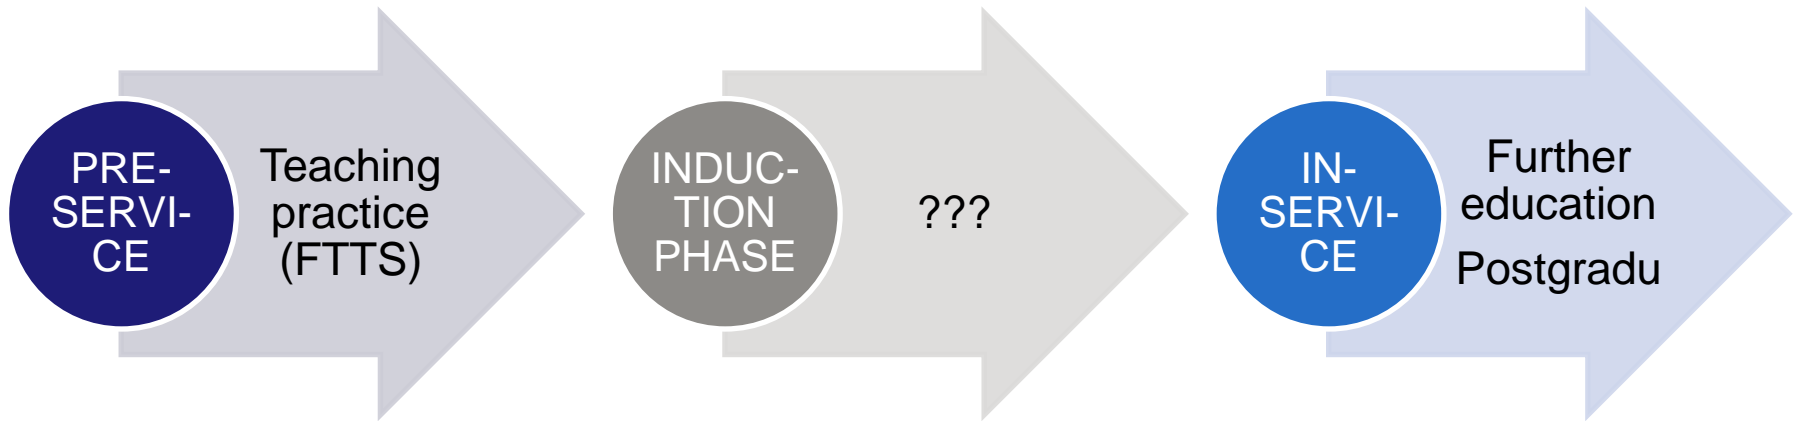 PRE-
SERVI-
CE
Teaching
practice
(FTTS)
INDUC-
TION
PHASE
???
IN-
SERVI-
CE
Further
education
Postgradu